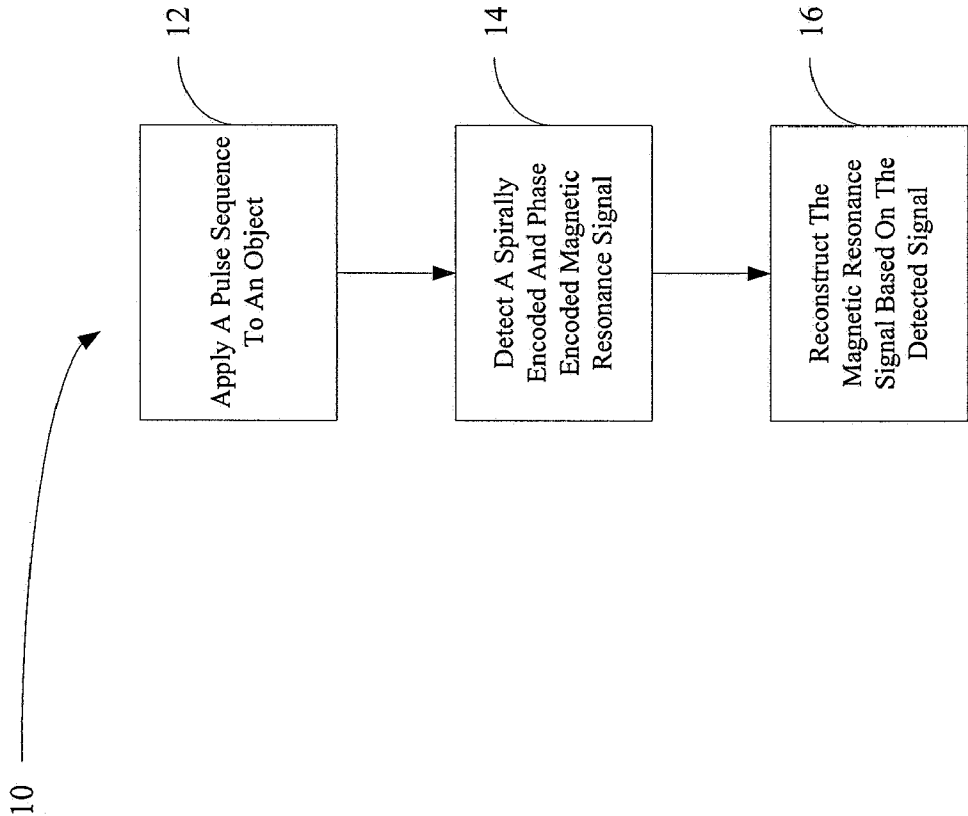 10
Apply A Pulse Sequence
To An Object
12
Detect A Spirally
Encoded And Phase
Encoded Magnetic
Resonance Signal
14
Reconstruct The
Magnetic Resonance
Signal Based On The
Detected Signal
16